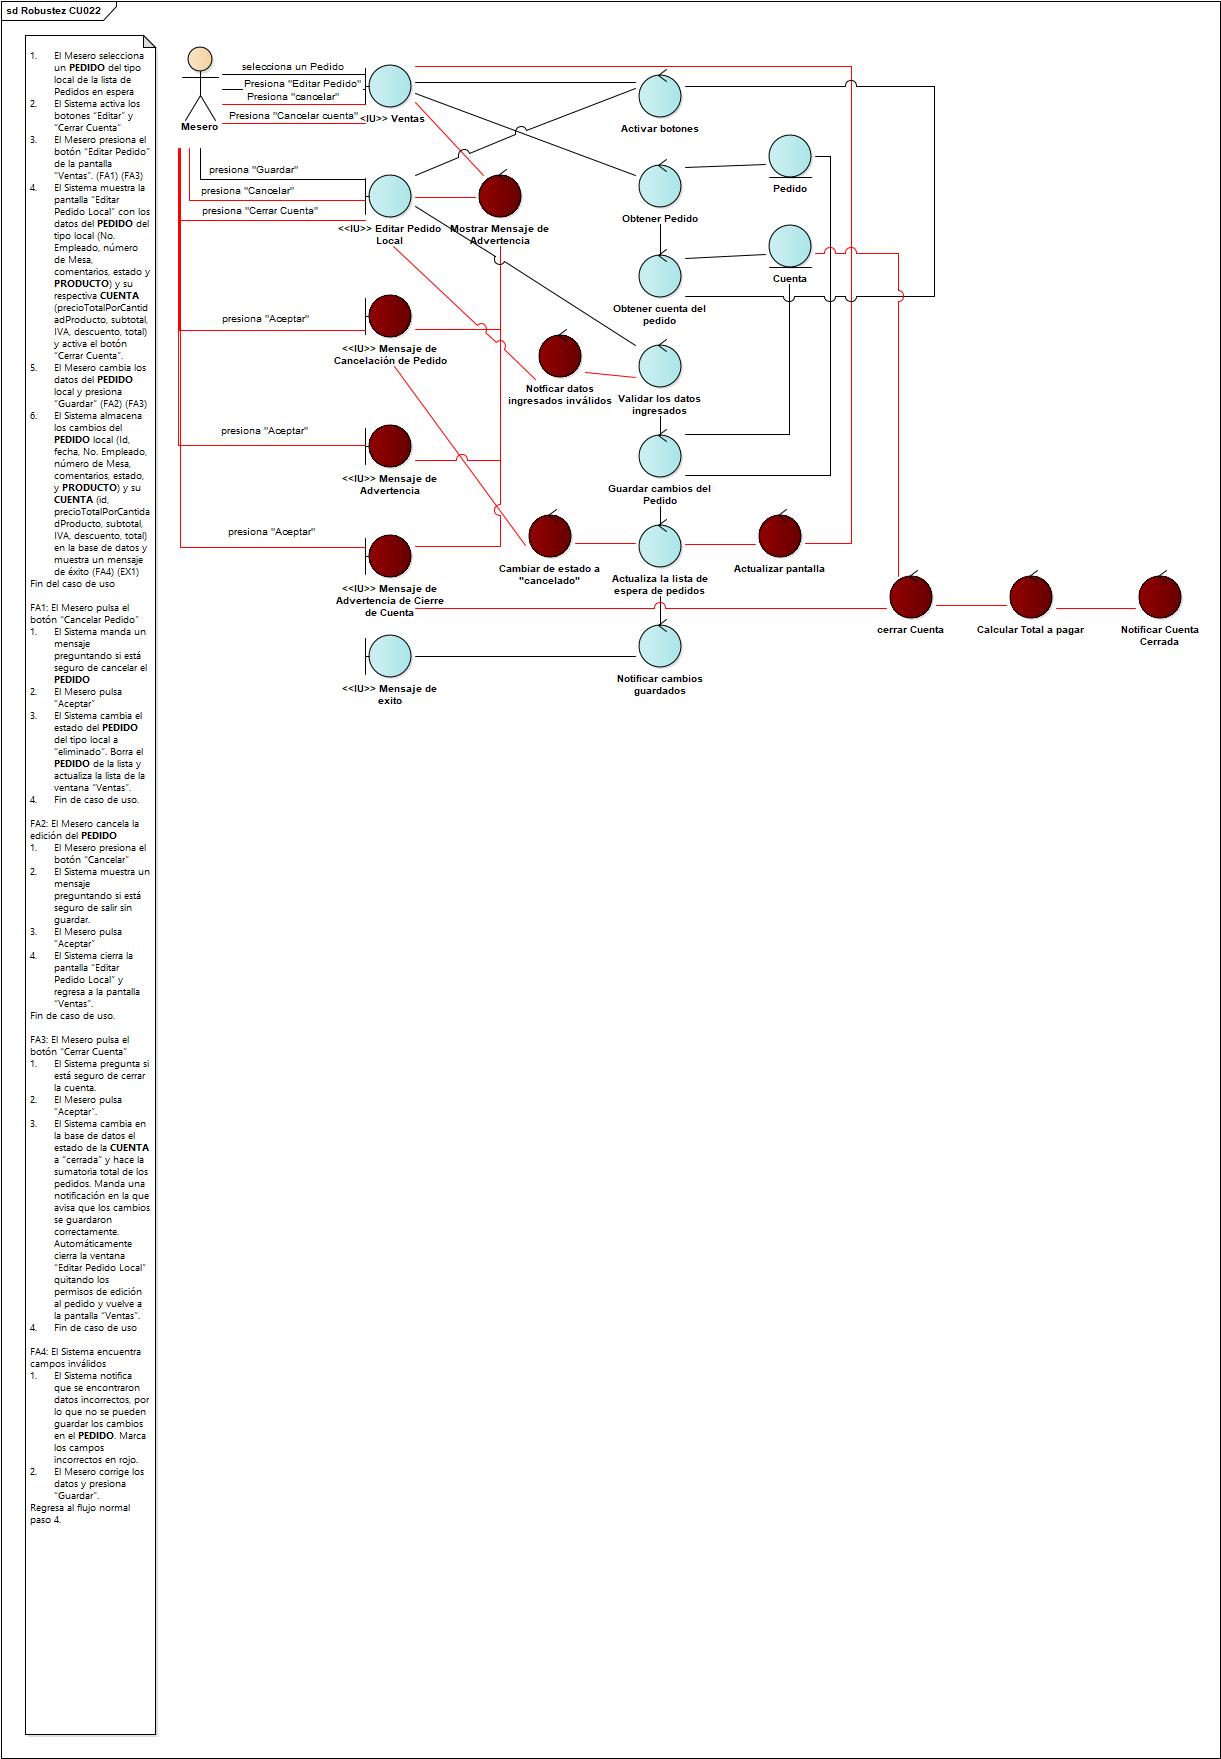 sd Robustez CU022
1. El Mesero selecciona
un PEDIDO del tipo
local de la lista de
Pedidos en espera
2. El Sistema activa los
botones "Editar" y
"Cerrar Cuenta"
3. El Mesero presiona el
botón "Editar Pedido"
de la pantalla
"Ventas". (FA1) (FA3)
4. El Sistema muestra la
pantalla "Editar
Pedido Local" con los
datos del PEDIDO del
tipo local (No.
Empleado, número
de Mesa,
comentarios, estado y
PRODUCTO) y su
respectiva CUENTA
(precioTotalPorCantid
adProducto, subtotal,
IVA, descuento, total)
y activa el botón
"Cerrar Cuenta".
5. El Mesero cambia los
datos del PEDIDO
local y presiona
"Guardar" (FA2) (FA3)
6. El Sistema almacena
los cambios del
PEDIDO local (Id,
fecha, No. Empleado,
número de Mesa,
comentarios, estado,
y PRODUCTO) y su
CUENTA (id,
precioTotalPorCantida
dProducto, subtotal,
IVA, descuento, total)
en la base de datos y
muestra un mensaje
de éxito (FA4) (EX1)
Fin del caso de uso
FA1: El Mesero pulsa el
botón "Cancelar Pedido"
1. El Sistema manda un
mensaje
preguntando si está
seguro de cancelar el
PEDIDO
2. El Mesero pulsa
"Aceptar"
3. El Sistema cambia el
estado del PEDIDO
del tipo local a
"eliminado". Borra el
PEDIDO de la lista y
actualiza la lista de la
ventana "Ventas".
4. Fin de caso de uso.
FA2: El Mesero cancela la
edición del PEDIDO
1. El Mesero presiona el
botón "Cancelar"
2. El Sistema muestra un
mensaje
preguntando si está
seguro de salir sin
guardar.
3. El Mesero pulsa
"Aceptar"
4. El Sistema cierra la
pantalla "Editar
Pedido Local" y
regresa a la pantalla
"Ventas".
Fin de caso de uso.
FA3: El Mesero pulsa el
botón "Cerrar Cuenta"
1. El Sistema pregunta si
está seguro de cerrar
la cuenta.
2. El Mesero pulsa
"Aceptar".
3. El Sistema cambia en
la base de datos el
estado de la CUENTA
a "cerrada" y hace la
sumatoria total de los
pedidos. Manda una
notificación en la que
avisa que los cambios
se guardaron
correctamente.
Automáticamente
cierra la ventana
"Editar Pedido Local"
quitando los
permisos de edición
al pedido y vuelve a
la pantalla "Ventas".
4. Fin de caso de uso
FA4: El Sistema encuentra
campos inválidos
1. El Sistema notifica
que se encontraron
datos incorrectos, por
lo que no se pueden
guardar los cambios
en el PEDIDO. Marca
los campos
incorrectos en rojo.
2. El Mesero corrige los
datos y presiona
"Guardar".
Regresa al flujo normal
paso 4.
Mesero
selecciona un Pedido
Presiona "Editar Pedido"
Presiona "cancelar"
Presiona "Cancelar cuenta"
<<IU>> Ventas
Activar botones
presiona "Guardar"
presiona "Cancelar"
presiona "Cerrar Cuenta"
<<IU>> Editar Pedido
Local
Mostrar Mensaje de
Advertencia
Obtener Pedido
Pedido
Obtener cuenta del
pedido
Cuenta
presiona "Aceptar"
<<IU>> Mensaje de
Cancelación de Pedido
Notficar datos
ingresados inválidos
Validar los datos
ingresados
presiona "Aceptar"
<<IU>> Mensaje de
Advertencia
Guardar cambios del
Pedido
presiona "Aceptar"
<<IU>> Mensaje de
Advertencia de Cierre
de Cuenta
Cambiar de estado a
"cancelado"
Actualiza la lista de
espera de pedidos
Actualizar pantalla
cerrar Cuenta
Calcular Total a pagar
Notificar Cuenta
Cerrada
<<IU>> Mensaje de
exito
Notificar cambios
guardados